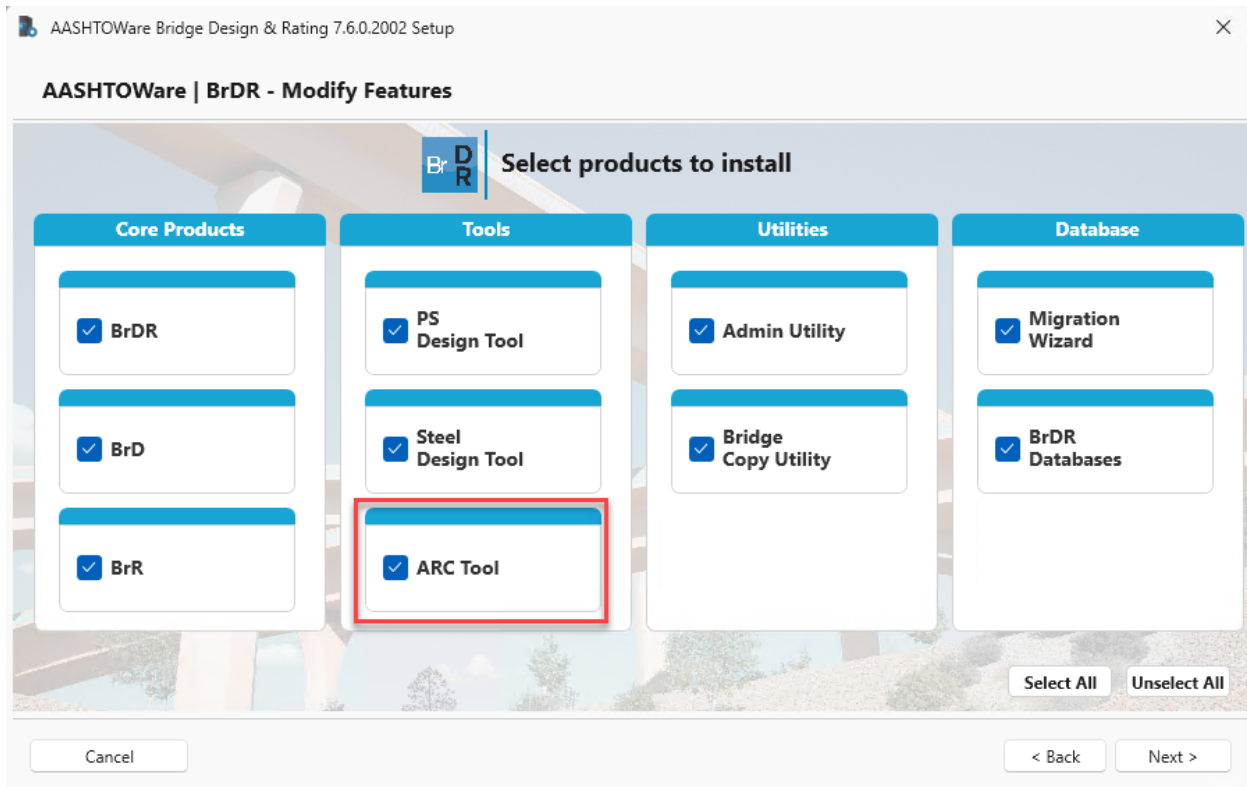 AASHTOWare Bridge Design & Rating 7.6.0.2002 Setup
AASHTOWare | BrDR - Modify Features
Br D
R
Select products to install
Core Products
BrDR
BrD
BrR
Tools
PS
Design Tool
Steel
Design Tool
ARC Tool
Utilities
Admin Utility
Bridge
Copy Utility
Database
Migration
Wizard
BrDR
Databases
Select All
Unselect All
Cancel
< Back
Next >